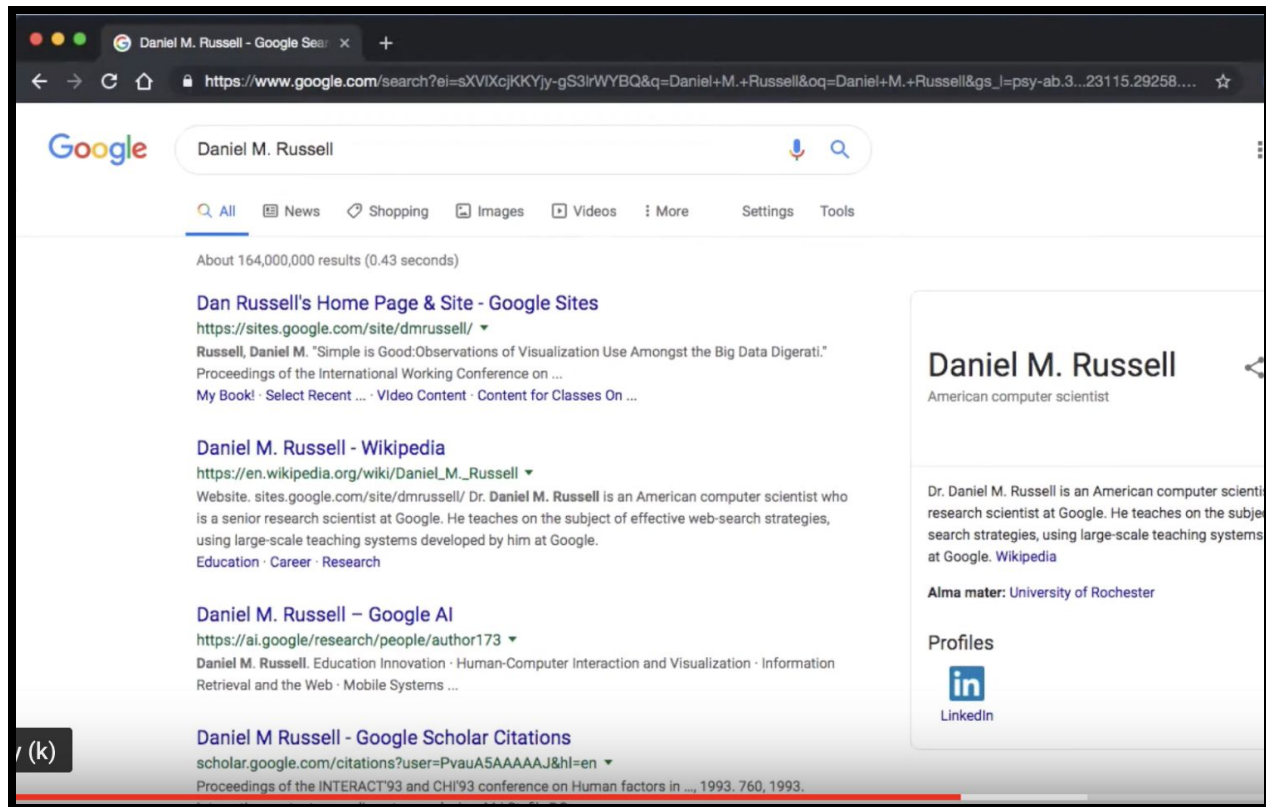 Daniel M. Russell - Google Sear
https://www.google.com/search?ei=sXVIXcjKKYjy-gS3lrWYBQ&q=Daniel+M.+Russell&oq=Daniel+M.+Russell&gs_l=psy-ab.3...23115.29258....
Google
Daniel M. Russell
All News Shopping Images Videos More Settings Tools
About 164,000,000 results (0.43 seconds)
Dan Russell's Home Page & Site - Google Sites
https://sites.google.com/site/dmrussell/
Russell, Daniel M. "Simple is Good:Observations of Visualization Use Amongst the Big Data Digerati."
Proceedings of the International Working Conference on ...
My Book! · Select Recent ... · VIdeo Content · Content for Classes On ...
Daniel M. Russell - Wikipedia
https://en.wikipedia.org/wiki/Daniel_M._Russell
Website. sites.google.com/site/dmrussell/ Dr. Daniel M. Russell is an American computer scientist who
is a senior research scientist at Google. He teaches on the subject of effective web-search strategies,
using large-scale teaching systems developed by him at Google.
Education · Career · Research
Daniel M. Russell – Google AI
https://ai.google/research/people/author173
Daniel M. Russell. Education Innovation · Human-Computer Interaction and Visualization · Information
Retrieval and the Web · Mobile Systems ...
Daniel M Russell - Google Scholar Citations
scholar.google.com/citations?user=PvauA5AAAAAJ&hl=en
Proceedings of the INTERACT'93 and CHI'93 conference on Human factors in ..., 1993. 760, 1993.
Daniel M. Russell
American computer scientist
Dr. Daniel M. Russell is an American computer scienti
research scientist at Google. He teaches on the subje
search strategies, using large-scale teaching systems
at Google. Wikipedia
Alma mater: University of Rochester
Profiles
in
LinkedIn
(k)